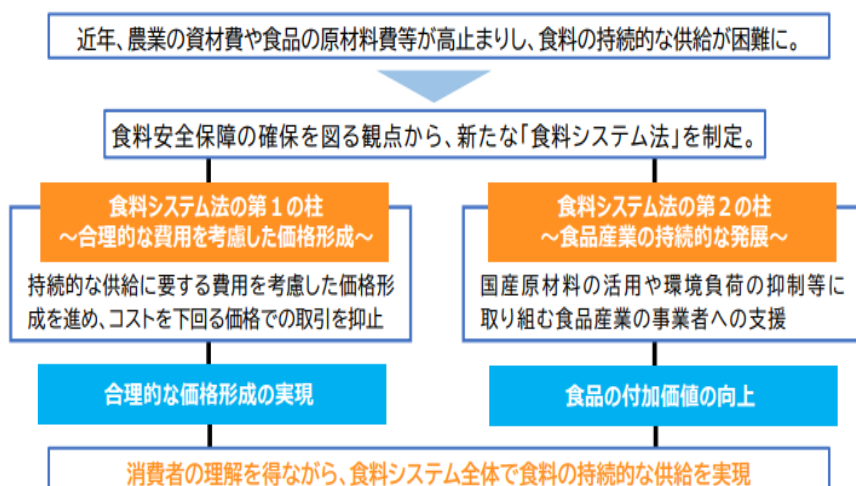 近年、農業の資材費や食品の原材料費等が高止まりし、食料の持続的な供給が困難に。
食料安全保障の確保を図る観点から、新たな「食料システム法」を制定。
食料システム法の第１の柱
～合理的な費用を考慮した価格形成～
持続的な供給に要する費用を考慮した価格形
成を進め、コストを下回る価格での取引を抑止
合理的な価格形成の実現
食料システム法の第２の柱
～食品産業の持続的な発展～
国産原材料の活用や環境負荷の抑制等に
取り組む食品産業の事業者への支援
食品の付加価値の向上
消費者の理解を得ながら、食料システム全体で食料の持続的な供給を実現